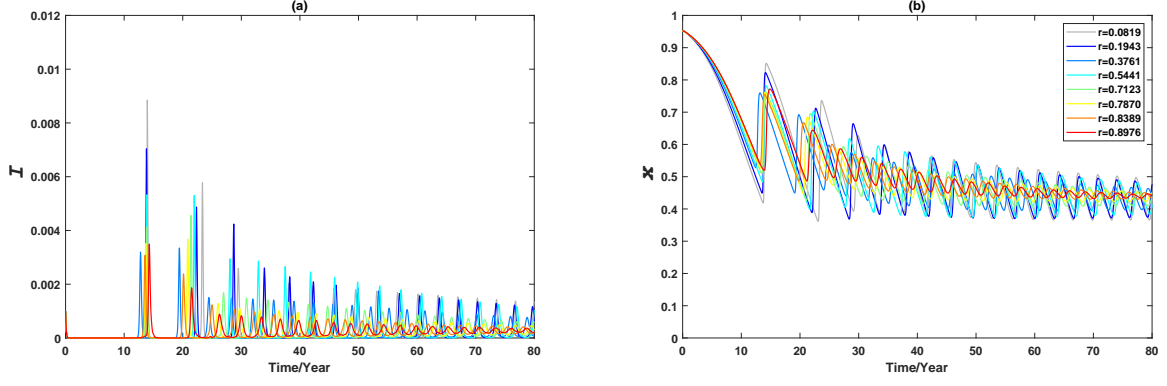 (a)
0.012
0.01
0.008
0.006
0.004
0.002
0
I
0 10 20 30 40 50 60 70 80
Time/Year
(b)
1
0.9
0.8
0.7
0.6
0.5
0.4
0.3
0.2
0.1
0
x
0 10 20 30 40 50 60 70 80
Time/Year
r=0.0819
r=0.1943
r=0.3761
r=0.5441
r=0.7123
r=0.7870
r=0.8389
r=0.8976